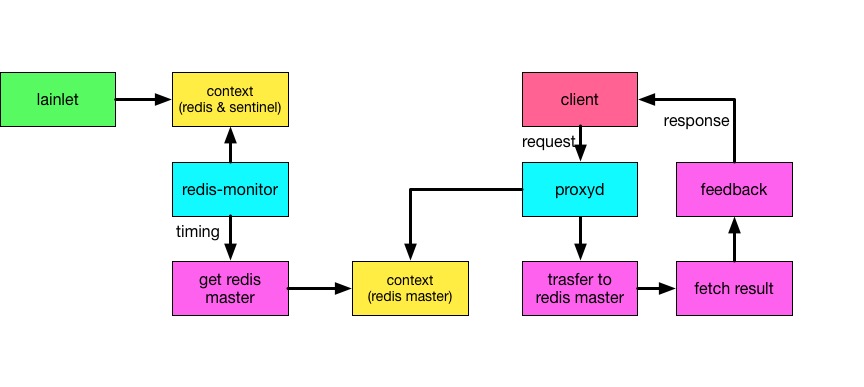 lainlet
context
(redis & sentinel)
client
request
response
redis-monitor
proxyd
feedback
timing
get redis
master
context
(redis master)
trasfer to
redis master
fetch result